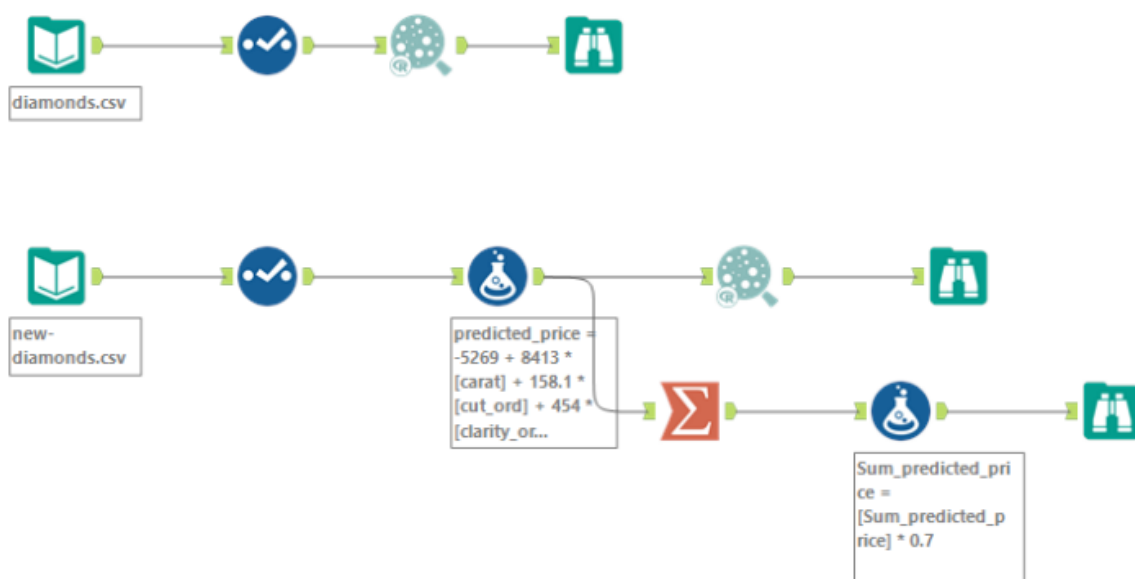 diamonds.csv
new-
diamonds.csv
predicted_price =
-5269 + 8413 *
[carat] + 158.1 *
[cut_ord] + 454 *
[clarity_or...
Sum_predicted_pri
ce =
[Sum_predicted_p
rice] * 0.7